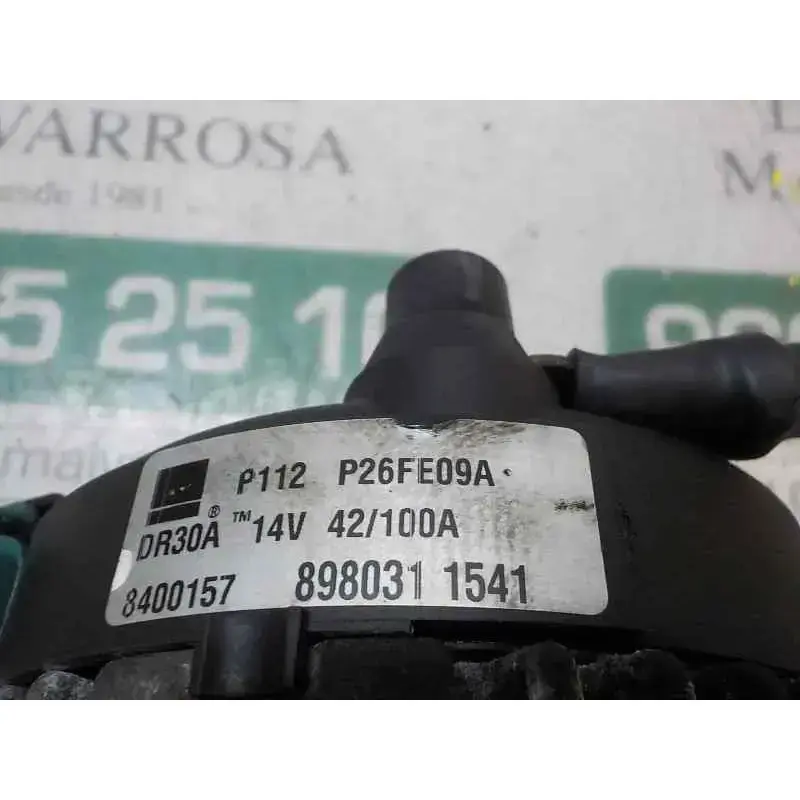 VARROSA
desde 1981
5 25 1
P112 P26FE09A
® DR30A ™ 14V 42/100A
8400157 898031 1541